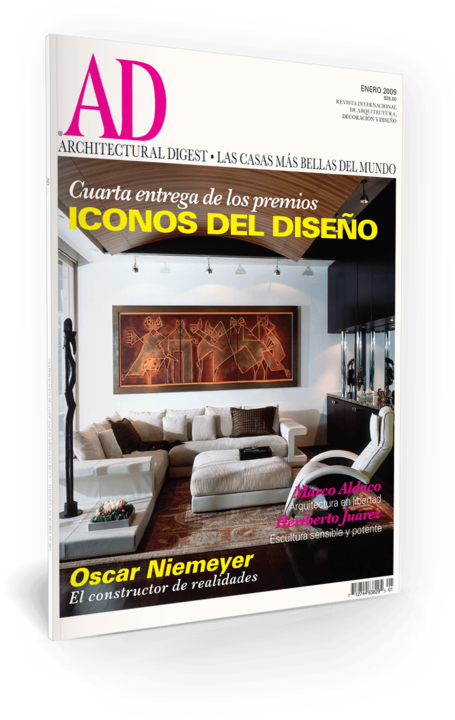 AD
ENERO 2009
$39.00
REVISTA INTERNACIONAL
DE ARQUITECTURA,
DECORACIÓN Y DISEÑO
ARCHITECTURAL DIGEST • LAS CASAS MÁS BELLAS DEL MUNDO
Cuarta entrega de los premios
ICONOS DEL DISEÑO
Marco Aldaco
Arquitectura en libertad
Heriberto Juárez
Escultura sensible y potente
Oscar Niemeyer
El constructor de realidades